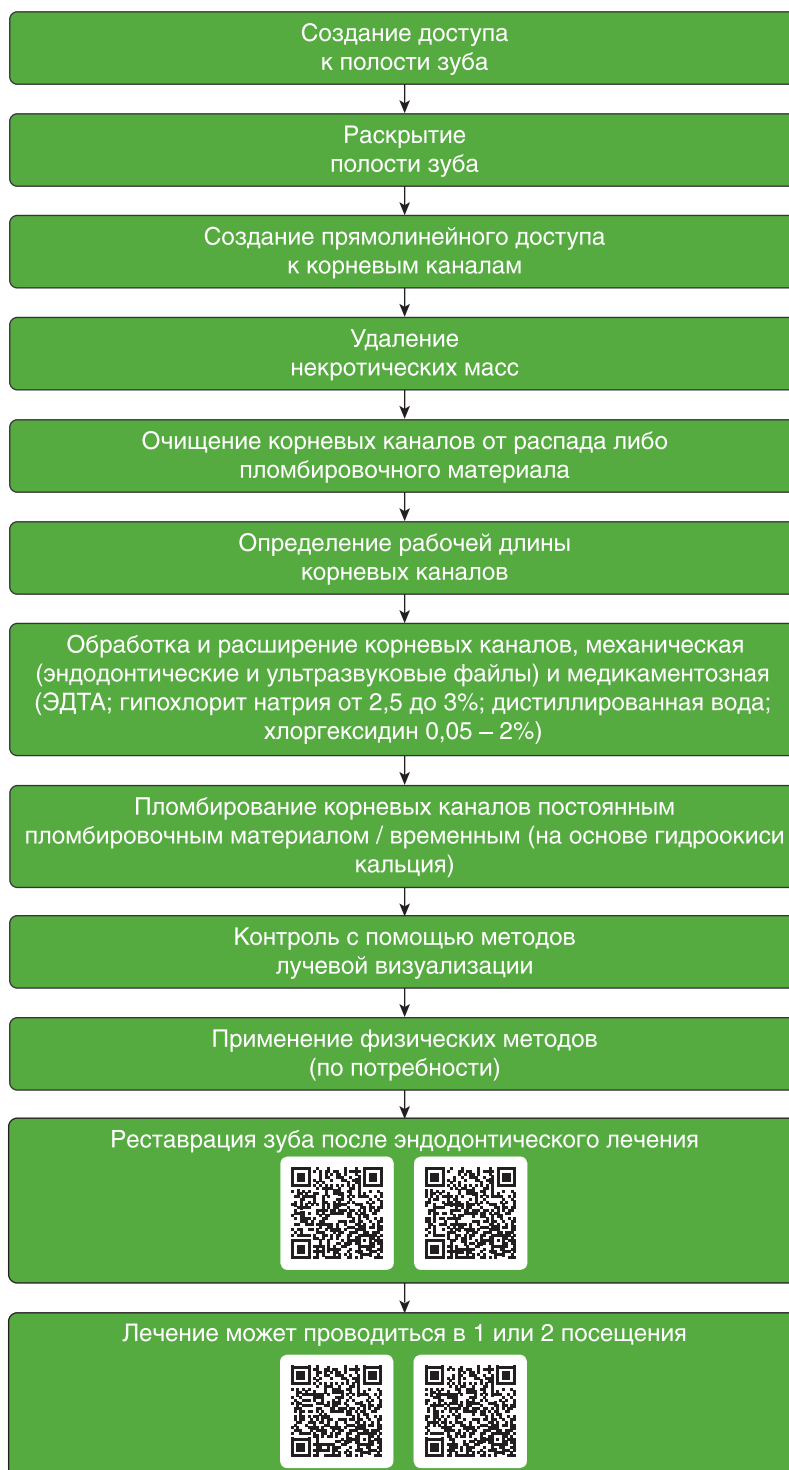 Создание доступа
к полости зуба
Раскрытие
полости зуба
Создание прямолинейного доступа
к корневым каналам
Удаление
некротических масс
Очищение корневых каналов от распада либо
пломбировочного материала
Определение рабочей длины
корневых каналов
Обработка и расширение корневых каналов, механическая
(эндодонтические и ультразвуковые файлы) и медикаментозная
(ЭДТА; гипохлорит натрия от 2,5 до 3%; дистиллированная вода;
хлоргексидин 0,05 – 2%)
Пломбирование корневых каналов постоянным
пломбировочным материалом / временным (на основе гидроокиси
кальция)
Контроль с помощью методов
лучевой визуализации
Применение физических методов
(по потребности)
Реставрация зуба после эндодонтического лечения
Лечение может проводиться в 1 или 2 посещения